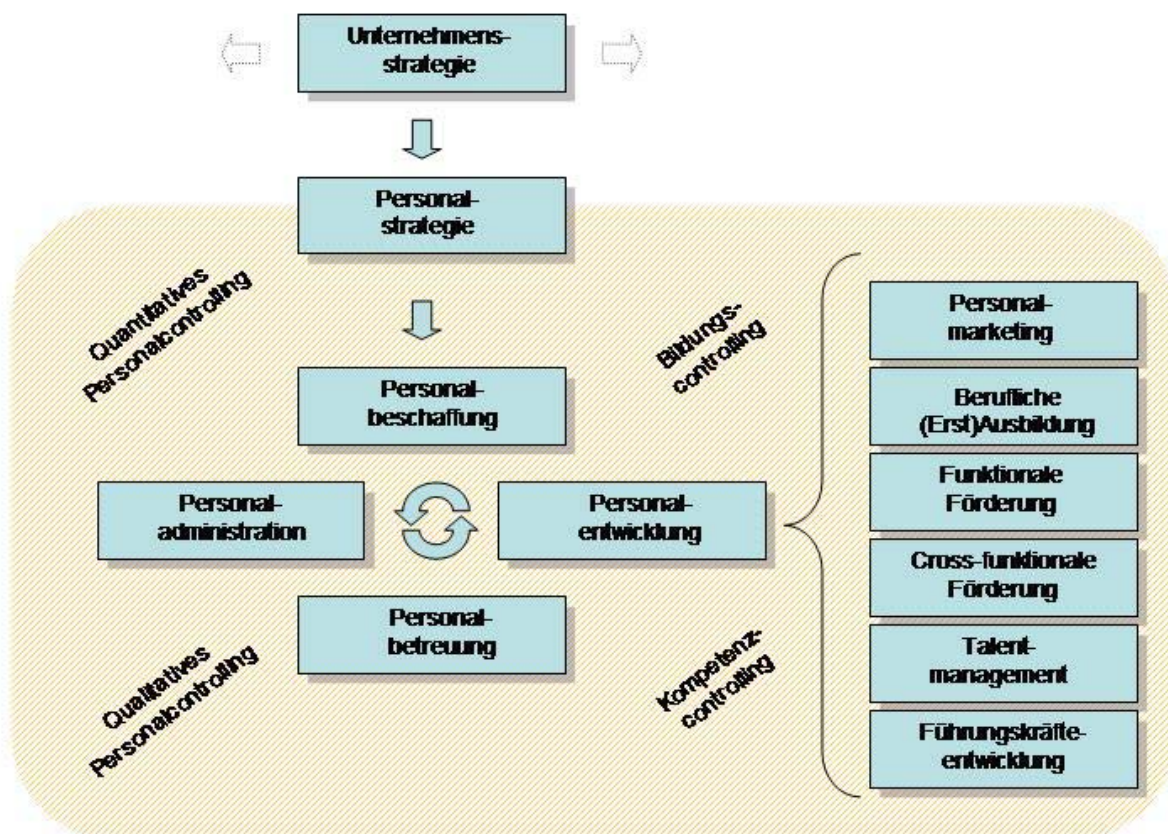 Unternehmens-
strategie
Personal-
strategie
Quantitatives
Personalcontrolling
Bildungs-
controlling
Personal-
beschaffung
Personal-
administration
Personal-
entwicklung
Personal-
betreuung
Qualitatives
Personalcontrolling
Kompetenz-
controlling
Personal-
marketing
Berufliche
(Erst)Ausbildung
Funktionale
Förderung
Cross-funktionale
Förderung
Talent-
management
Führungskräfte-
entwicklung